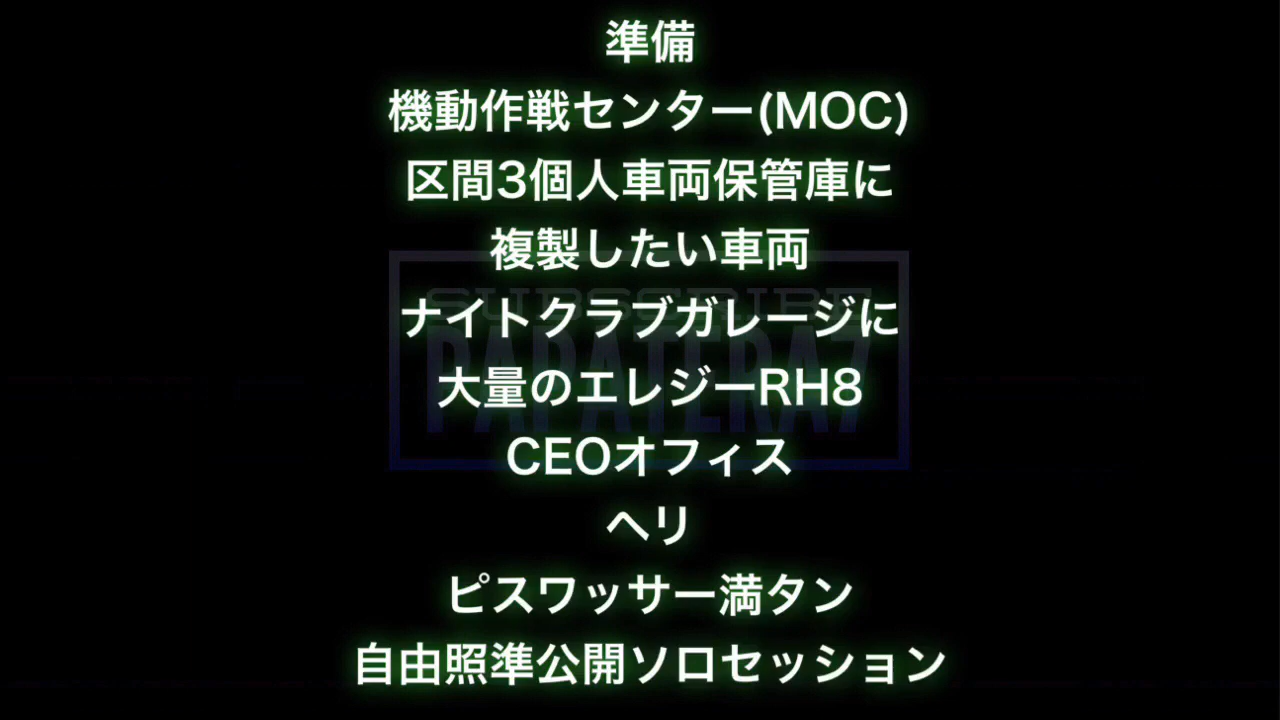 準備
機動作戦センター(MOC)
区間3個人車両保管庫に
複製したい車両
SUBSCRIBE
ナイトクラブガレージに
PAPATERA7
大量のエレジーRH8
CEOオフィス
ヘリ
ピスワッサー満タン
自由照準公開ソロセッション